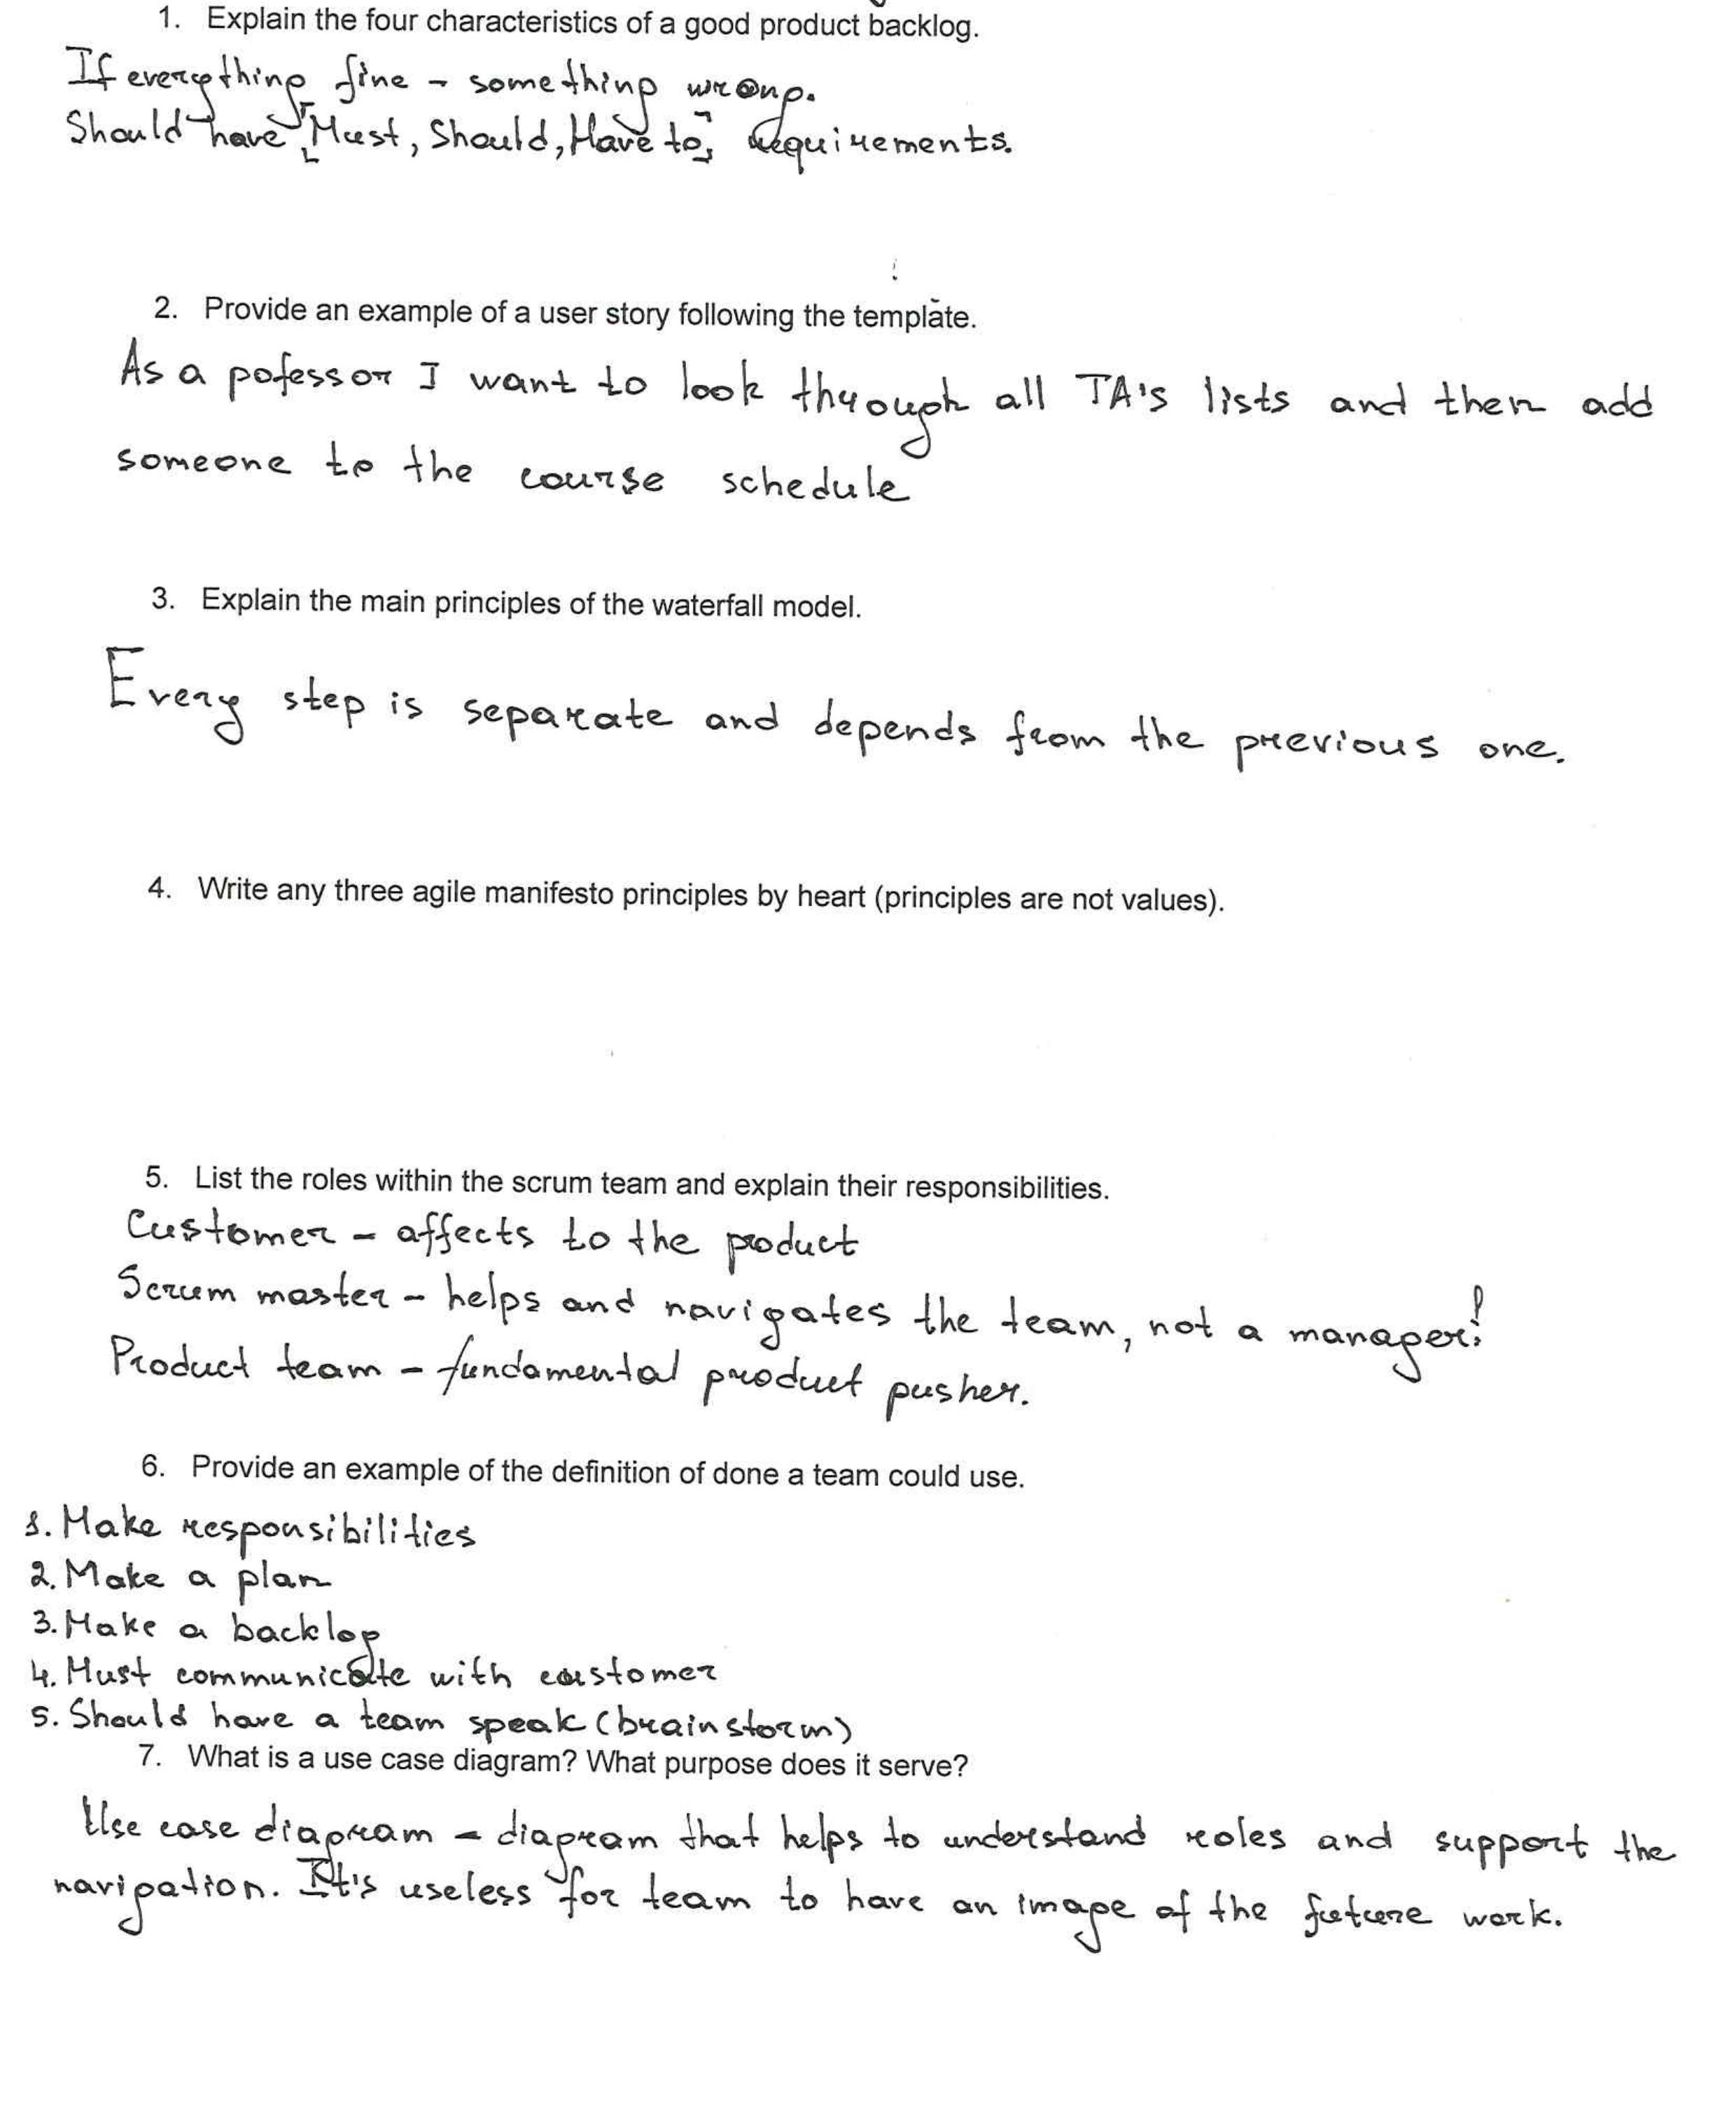 1. Explain the four characteristics of a good product backlog.
If everything fine - something wrong.
Should have "Must, Should, Have to" requirements.
2. Provide an example of a user story following the template.
As a pofessor I want to look through all TA's lists and then add
someone to the course schedule
3. Explain the main principles of the waterfall model.
Every step is separate and depends from the previous one.
4. Write any three agile manifesto principles by heart (principles are not values).
5. List the roles within the scrum team and explain their responsibilities.
Customer - affects to the product
Scrum master - helps and navigates the team, not a manager!
Product team - fundamental product pusher.
6. Provide an example of the definition of done a team could use.
1. Make responsibilities
2. Make a plan
3. Make a backlog
4. Must communicate with customer
5. Should have a team speak (brainstorm)
7. What is a use case diagram? What purpose does it serve?
Use case diagram - diagram that helps to understand roles and support the
navigation. It's useless for team to have an image of the future work.